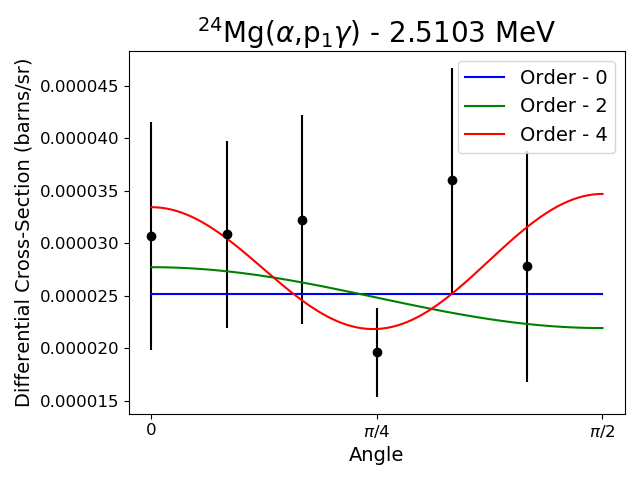 ²⁴Mg(α,p₁γ) - 2.5103 MeV
Differential Cross-Section (barns/sr)
0.000045
0.000040
0.000035
0.000030
0.000025
0.000020
0.000015
Order - 0
Order - 2
Order - 4
0
π/4
π/2
Angle